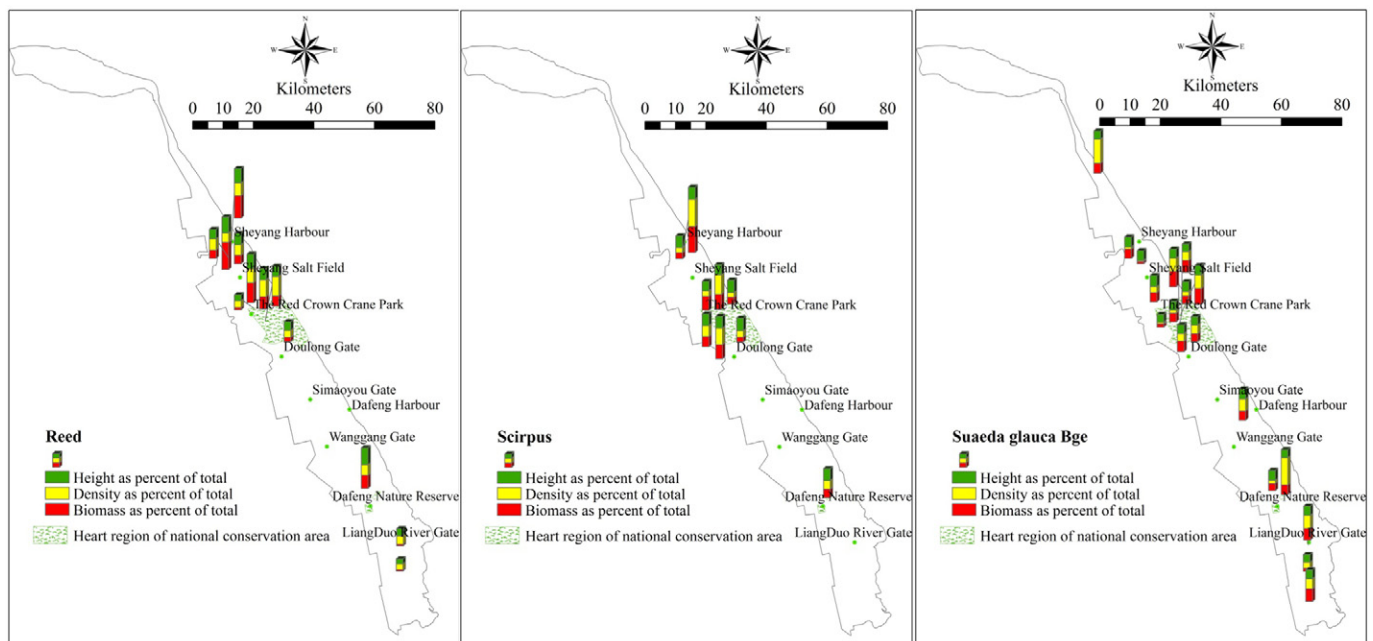 N
W E
S
Kilometers
0 10 20 40 60 80
Sheyang Harbour
Sheyang Salt Field
The Red Crown Crane Park
Doulong Gate
Simaoyou Gate
Dafeng Harbour
Wanggang Gate
Dafeng Nature Reserve
LiangDuo River Gate
Reed
Height as percent of total
Density as percent of total
Biomass as percent of total
Heart region of national conservation area
N
W E
S
Kilometers
0 10 20 40 60 80
Sheyang Harbour
Sheyang Salt Field
The Red Crown Crane Park
Doulong Gate
Simaoyou Gate
Dafeng Harbour
Wanggang Gate
Dafeng Nature Reserve
LiangDuo River Gate
Scirpus
Height as percent of total
Density as percent of total
Biomass as percent of total
Heart region of national conservation area
N
W E
S
Kilometers
0 10 20 40 60 80
Sheyang Harbour
Sheyang Salt Field
The Red Crown Crane Park
Doulong Gate
Simaoyou Gate
Dafeng Harbour
Wanggang Gate
Dafeng Nature Reserve
LiangDuo River Gate
Suaeda glauca Bge
Height as percent of total
Density as percent of total
Biomass as percent of total
Heart region of national conservation area